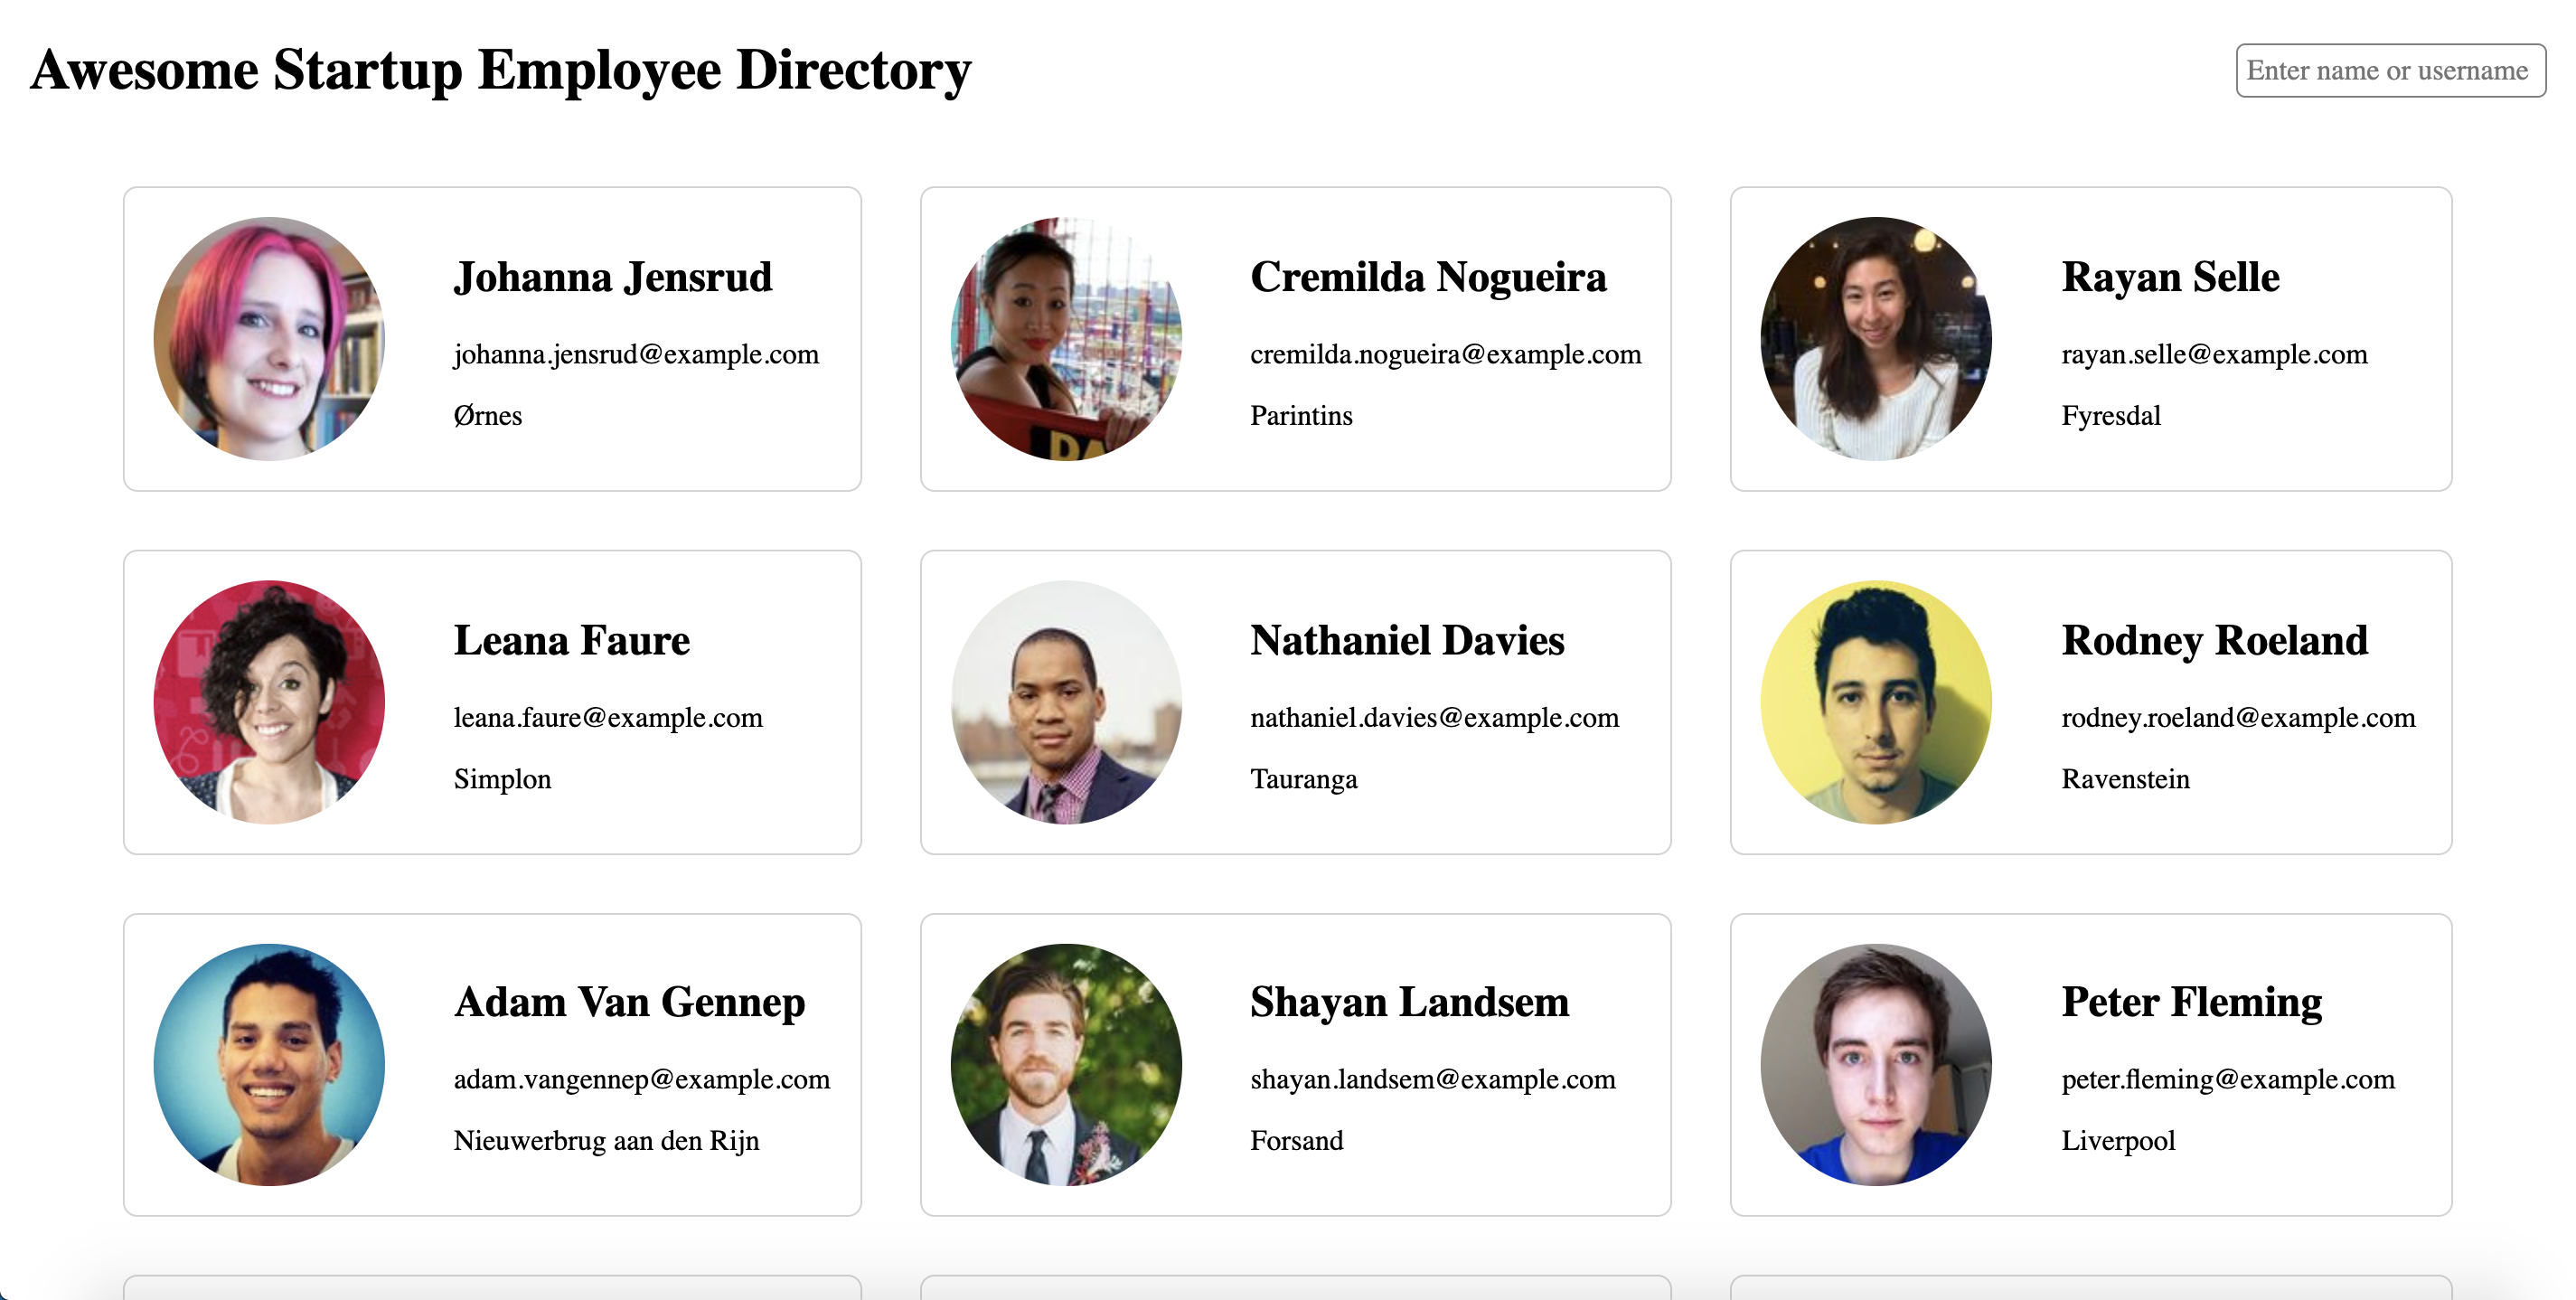 Awesome Startup Employee Directory
Enter name or username
Johanna Jensrud
johanna.jensrud@example.com
Ørnes
Cremilda Nogueira
cremilda.nogueira@example.com
Parintins
DA
Rayan Selle
rayan.selle@example.com
Fyresdal
Leana Faure
leana.faure@example.com
Simplon
Nathaniel Davies
nathaniel.davies@example.com
Tauranga
Rodney Roeland
rodney.roeland@example.com
Ravenstein
Adam Van Gennep
adam.vangennep@example.com
Nieuwerbrug aan den Rijn
Shayan Landsem
shayan.landsem@example.com
Forsand
Peter Fleming
peter.fleming@example.com
Liverpool